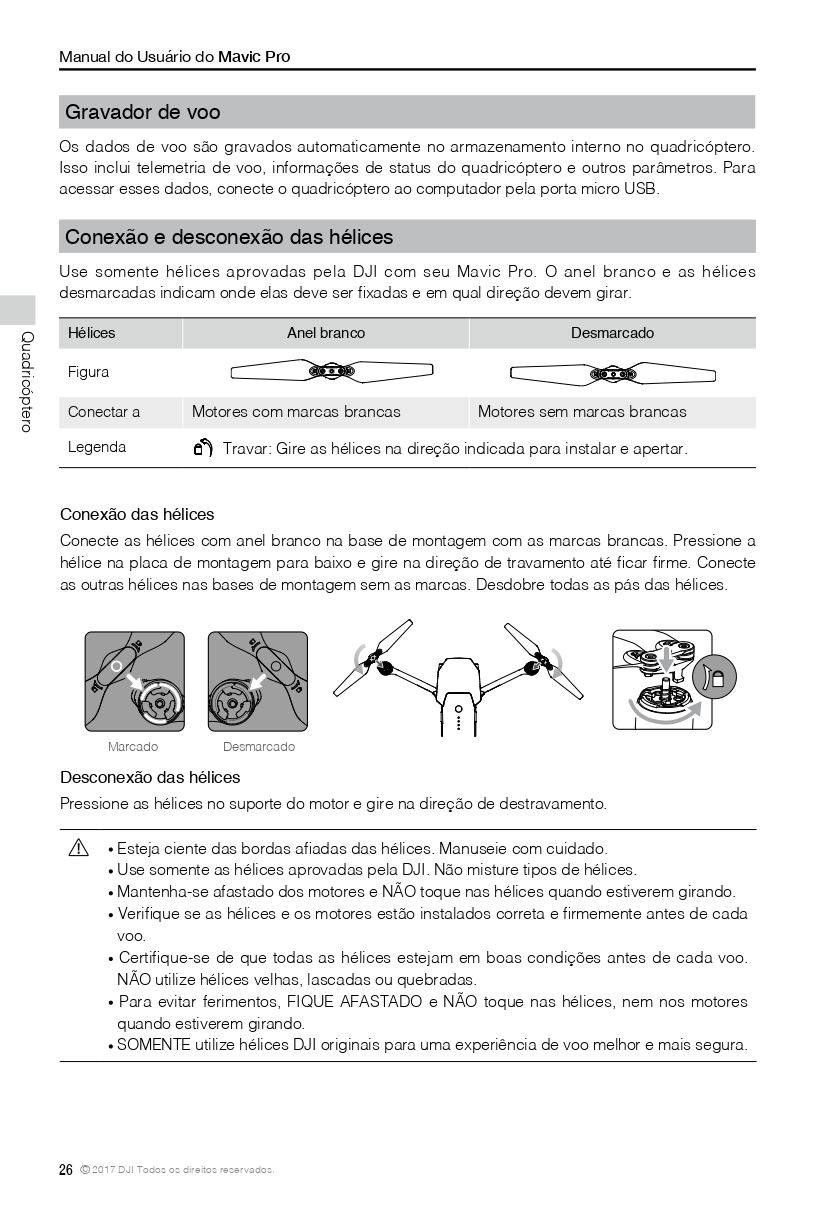 Manual do Usuário do Mavic Pro
Gravador de voo
Os dados de voo são gravados automaticamente no armazenamento interno no quadricóptero.
Isso inclui telemetria de voo, informações de status do quadricóptero e outros parâmetros. Para
acessar esses dados, conecte o quadricóptero ao computador pela porta micro USB.
Conexão e desconexão das hélices
Use somente hélices aprovadas pela DJI com seu Mavic Pro. O anel branco e as hélices
desmarcadas indicam onde elas deve ser fixadas e em qual direção devem girar.
Quadricóptero
Hélices Anel branco Desmarcado
Figura
Conectar a Motores com marcas brancas Motores sem marcas brancas
Legenda Travar: Gire as hélices na direção indicada para instalar e apertar.
Conexão das hélices
Conecte as hélices com anel branco na base de montagem com as marcas brancas. Pressione a
hélice na placa de montagem para baixo e gire na direção de travamento até ficar firme. Conecte
as outras hélices nas bases de montagem sem as marcas. Desdobre todas as pás das hélices.
Marcado Desmarcado
Desconexão das hélices
Pressione as hélices no suporte do motor e gire na direção de destravamento.
• Esteja ciente das bordas afiadas das hélices. Manuseie com cuidado.
• Use somente as hélices aprovadas pela DJI. Não misture tipos de hélices.
• Mantenha-se afastado dos motores e NÃO toque nas hélices quando estiverem girando.
• Verifique se as hélices e os motores estão instalados correta e firmemente antes de cada
voo.
• Certifique-se de que todas as hélices estejam em boas condições antes de cada voo.
NÃO utilize hélices velhas, lascadas ou quebradas.
• Para evitar ferimentos, FIQUE AFASTADO e NÃO toque nas hélices, nem nos motores
quando estiverem girando.
• SOMENTE utilize hélices DJI originais para uma experiência de voo melhor e mais segura.
26 © 2017 DJI Todos os direitos reservados.